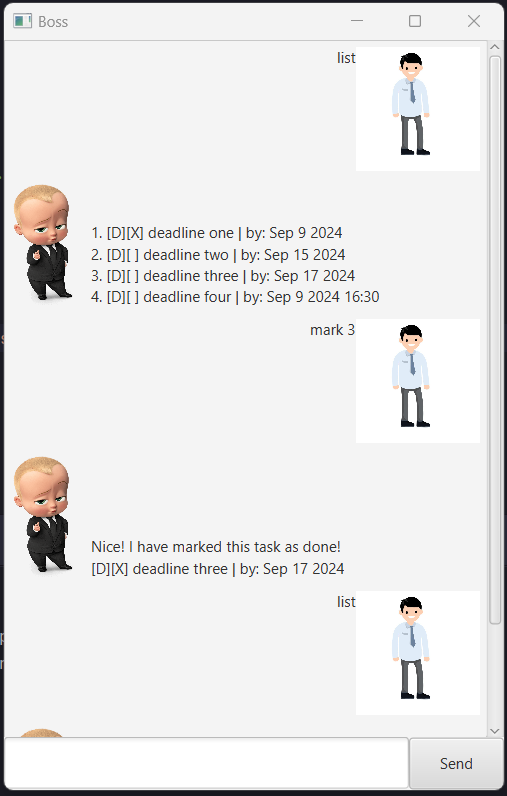 Boss
list
1. [D][X] deadline one | by: Sep 9 2024
2. [D][ ] deadline two | by: Sep 15 2024
3. [D][ ] deadline three | by: Sep 17 2024
4. [D][ ] deadline four | by: Sep 9 2024 16:30
mark 3
Nice! I have marked this task as done!
[D][X] deadline three | by: Sep 17 2024
list
Send